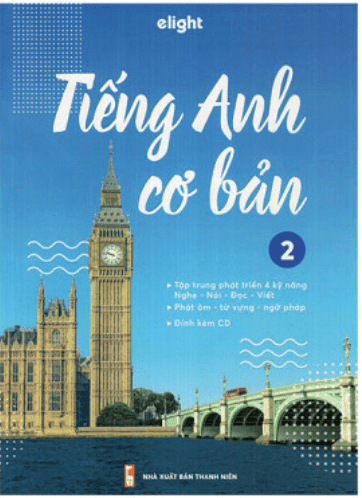 elight
Tiếng Anh
cơ bản
2
▸ Tập trung phát triển 4 kỹ năng
Nghe - Nói - Đọc - Viết
▸ Phát âm - từ vựng - ngữ pháp
▸ Đính kèm CD
NHÀ XUẤT BẢN THANH NIÊN